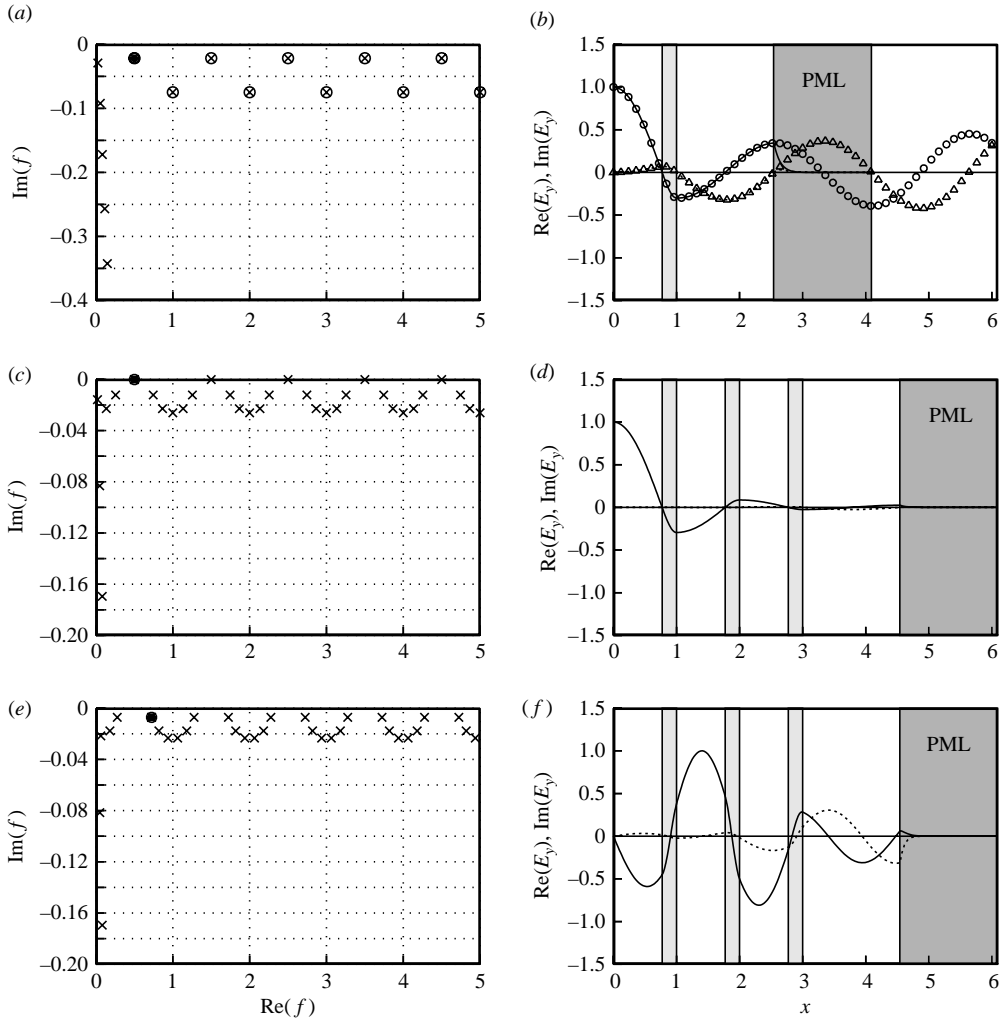 (a)
0
−0.1
−0.2
−0.3
−0.4
Im(f)
0 1 2 3 4 5
(b)
1.5
1.0
0.5
0
−0.5
−1.0
−1.5
Re(E_y), Im(E_y)
PML
0 1 2 3 4 5 6
(c)
0
−0.04
−0.08
−0.12
−0.16
−0.20
Im(f)
0 1 2 3 4 5
(d)
1.5
1.0
0.5
0
−0.5
−1.0
−1.5
Re(E_y), Im(E_y)
PML
0 1 2 3 4 5 6
(e)
0
−0.04
−0.08
−0.12
−0.16
−0.20
Im(f)
0 1 2 3 4 5
Re(f)
(f)
1.5
1.0
0.5
0
−0.5
−1.0
−1.5
Re(E_y), Im(E_y)
PML
0 1 2 3 4 5 6
x